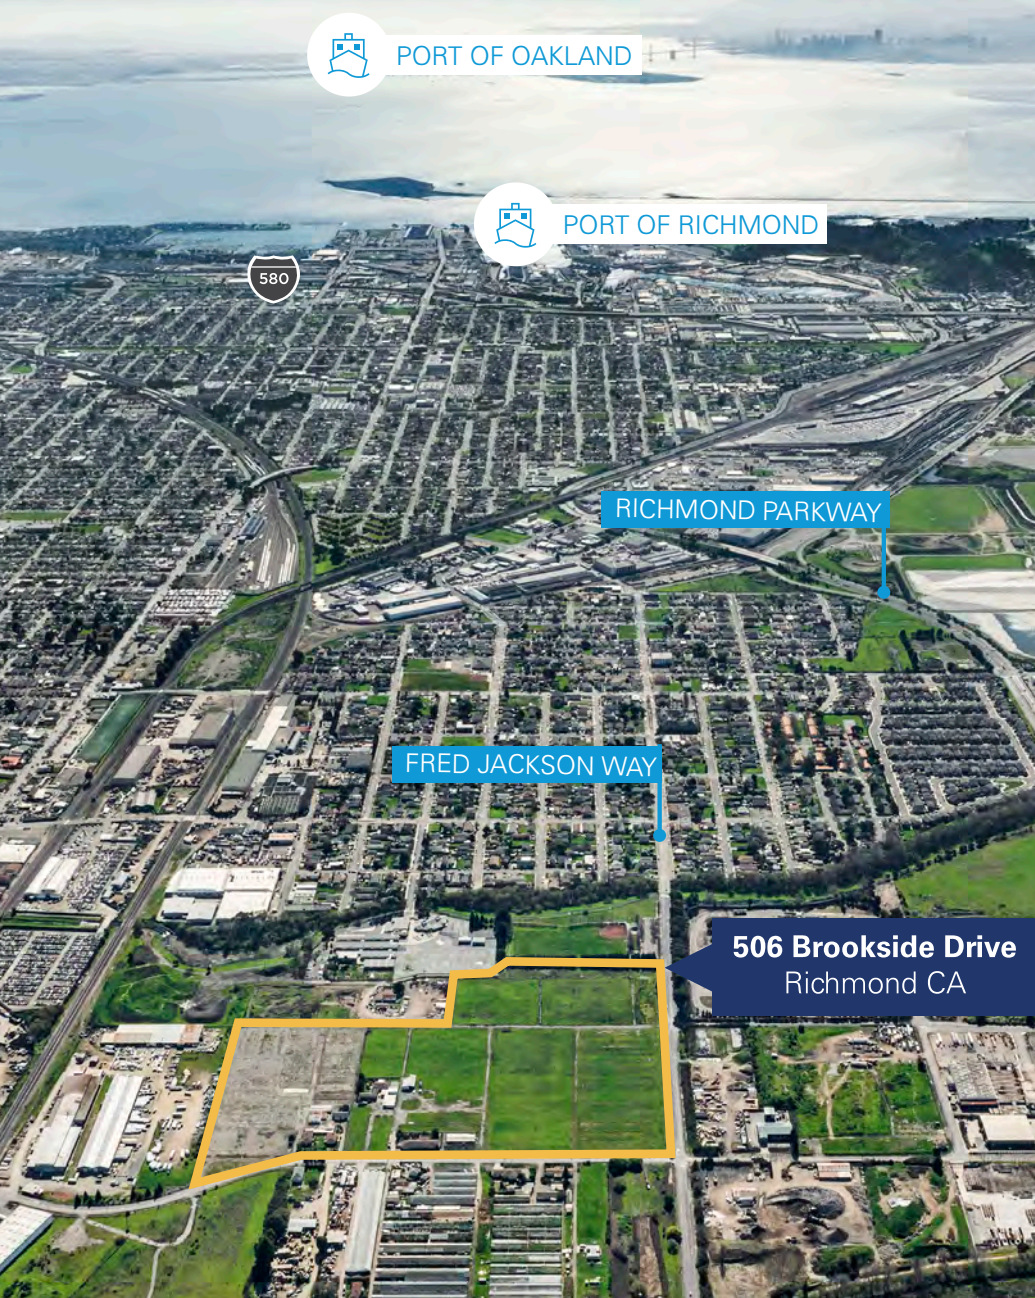 PORT OF OAKLAND
PORT OF RICHMOND
580
RICHMOND PARKWAY
FRED JACKSON WAY
506 Brookside Drive
Richmond CA